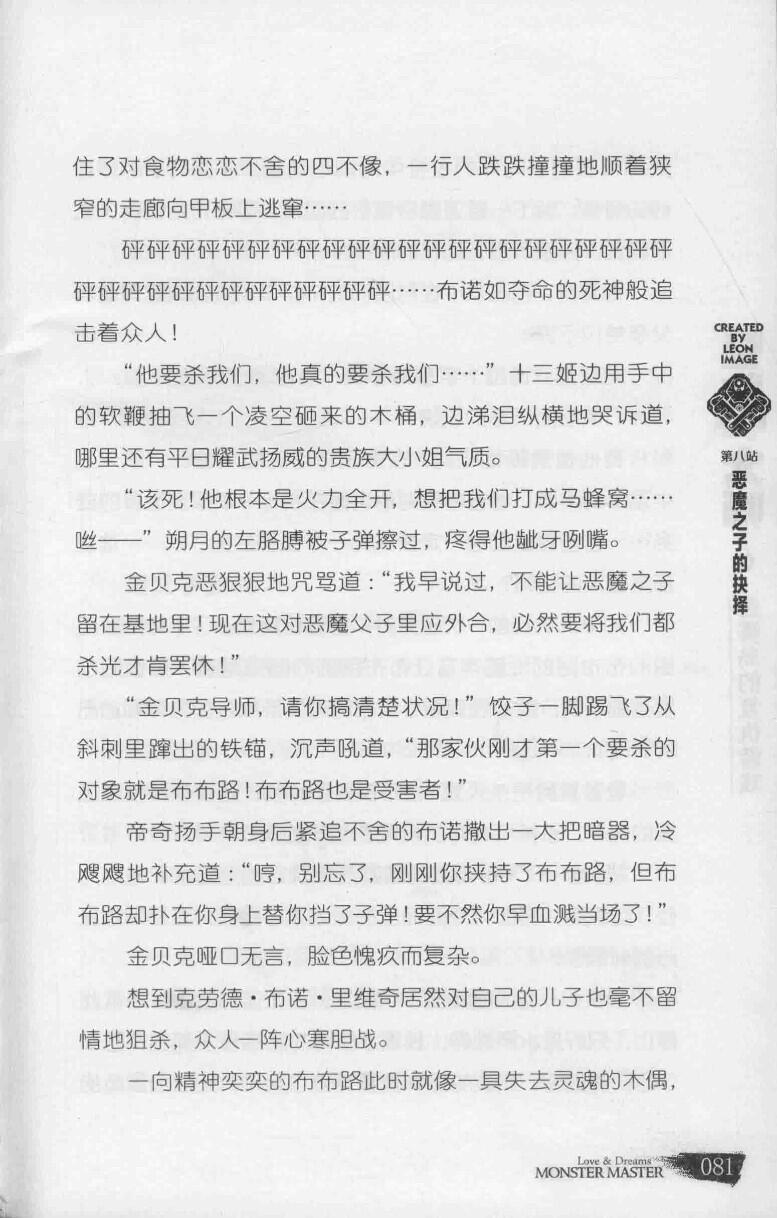 住了对食物恋恋不舍的四不像，一行人跌跌撞撞地顺着狭
窄的走廊向甲板上逃窜……
砰砰砰砰砰砰砰砰砰砰砰砰砰砰砰砰砰砰砰砰砰砰
砰砰砰砰砰砰砰砰砰砰砰砰砰……布诺如夺命的死神般追
击着众人！
“他要杀我们，他真的要杀我们……”十三姬边用手中
的软鞭抽飞一个凌空砸来的木桶，边涕泪纵横地哭诉道，
哪里还有平日耀武扬威的贵族大小姐气质。
“该死！他根本是火力全开，想把我们打成马蜂窝……
咝——”朔月的左胳膊被子弹擦过，疼得他龇牙咧嘴。
金贝克恶狠狠地咒骂道：“我早说过，不能让恶魔之子
留在基地里！现在这对恶魔父子里应外合，必然要将我们都
杀光才肯罢休！”
“金贝克导师，请你搞清楚状况！”饺子一脚踢飞了从
斜刺里蹿出的铁锚，沉声吼道，“那家伙刚才第一个要杀的
对象就是布布路！布布路也是受害者！”
帝奇扬手朝身后紧追不舍的布诺撒出一大把暗器，冷
飕飕地补充道：“哼，别忘了，刚刚你挟持了布布路，但布
布路却扑在你身上替你挡了子弹！要不然你早血溅当场了！”
金贝克哑口无言，脸色愧疚而复杂。
想到克劳德·布诺·里维奇居然对自己的儿子也毫不留
情地狙杀，众人一阵心寒胆战。
一向精神奕奕的布布路此时就像一具失去灵魂的木偶，
CREATED
BY
LEON
IMAGE
第八站
恶魔之子的抉择
Love & Dreams
MONSTER MASTER
081